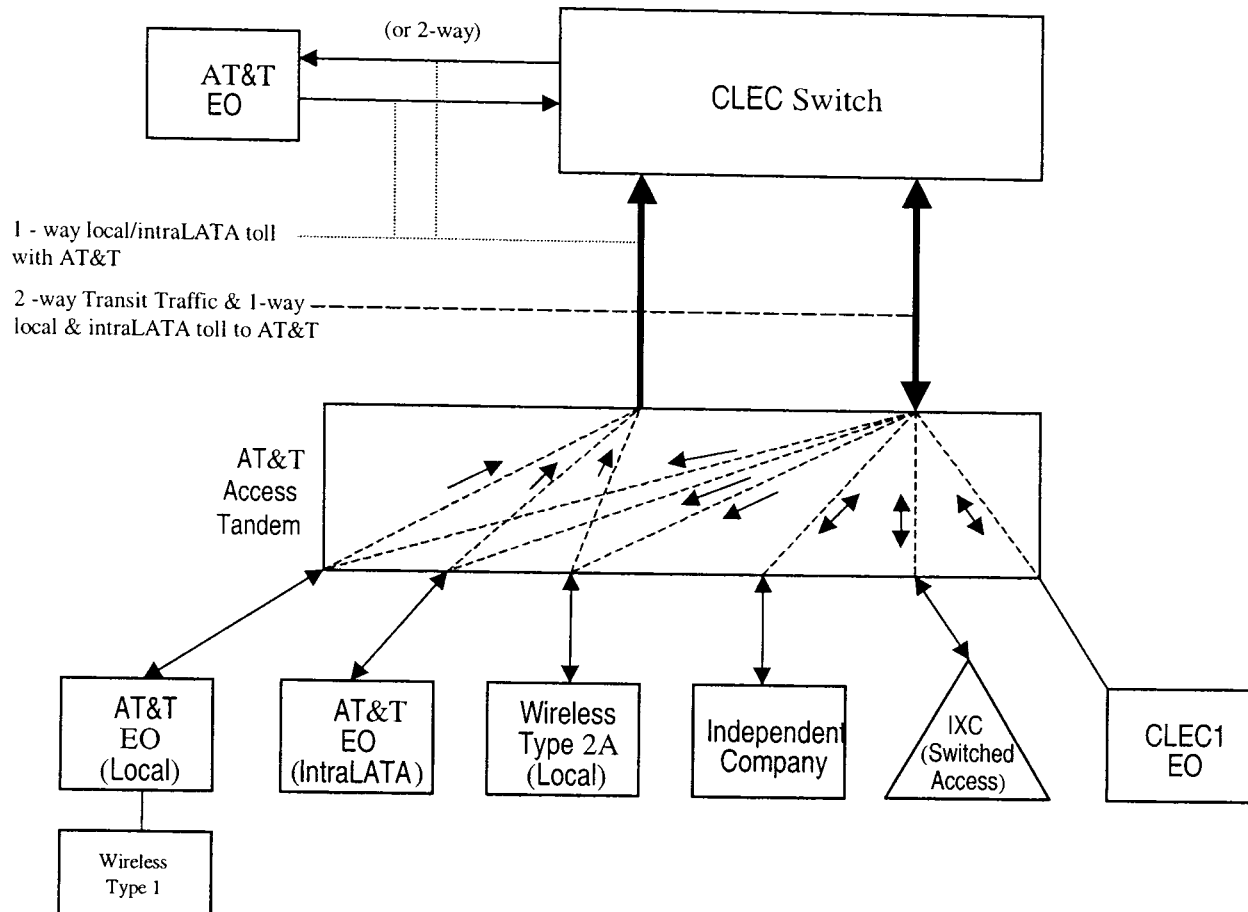 (or 2-way)
AT&T
EO
CLEC Switch
1 - way local/intraLATA toll
with AT&T
2 -way Transit Traffic & 1-way
local & intraLATA toll to AT&T
AT&T
Access
Tandem
AT&T
EO
(Local)
AT&T
EO
(IntraLATA)
Wireless
Type 2A
(Local)
Independent
Company
IXC
(Switched
Access)
CLEC1
EO
Wireless
Type 1